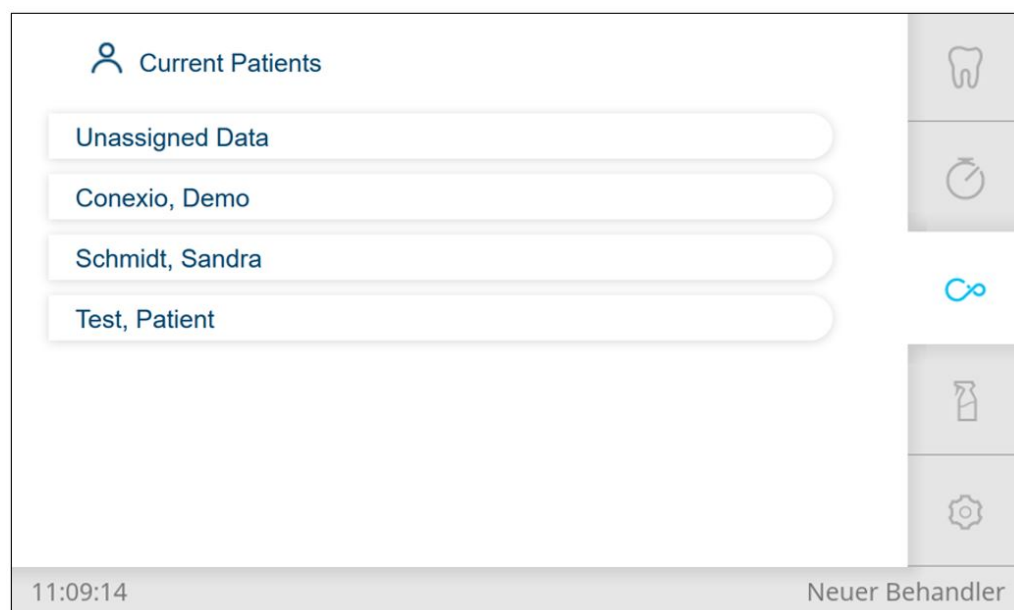 Current Patients
Unassigned Data
Conexio, Demo
Schmidt, Sandra
Test, Patient
11:09:14 Neuer Behandler